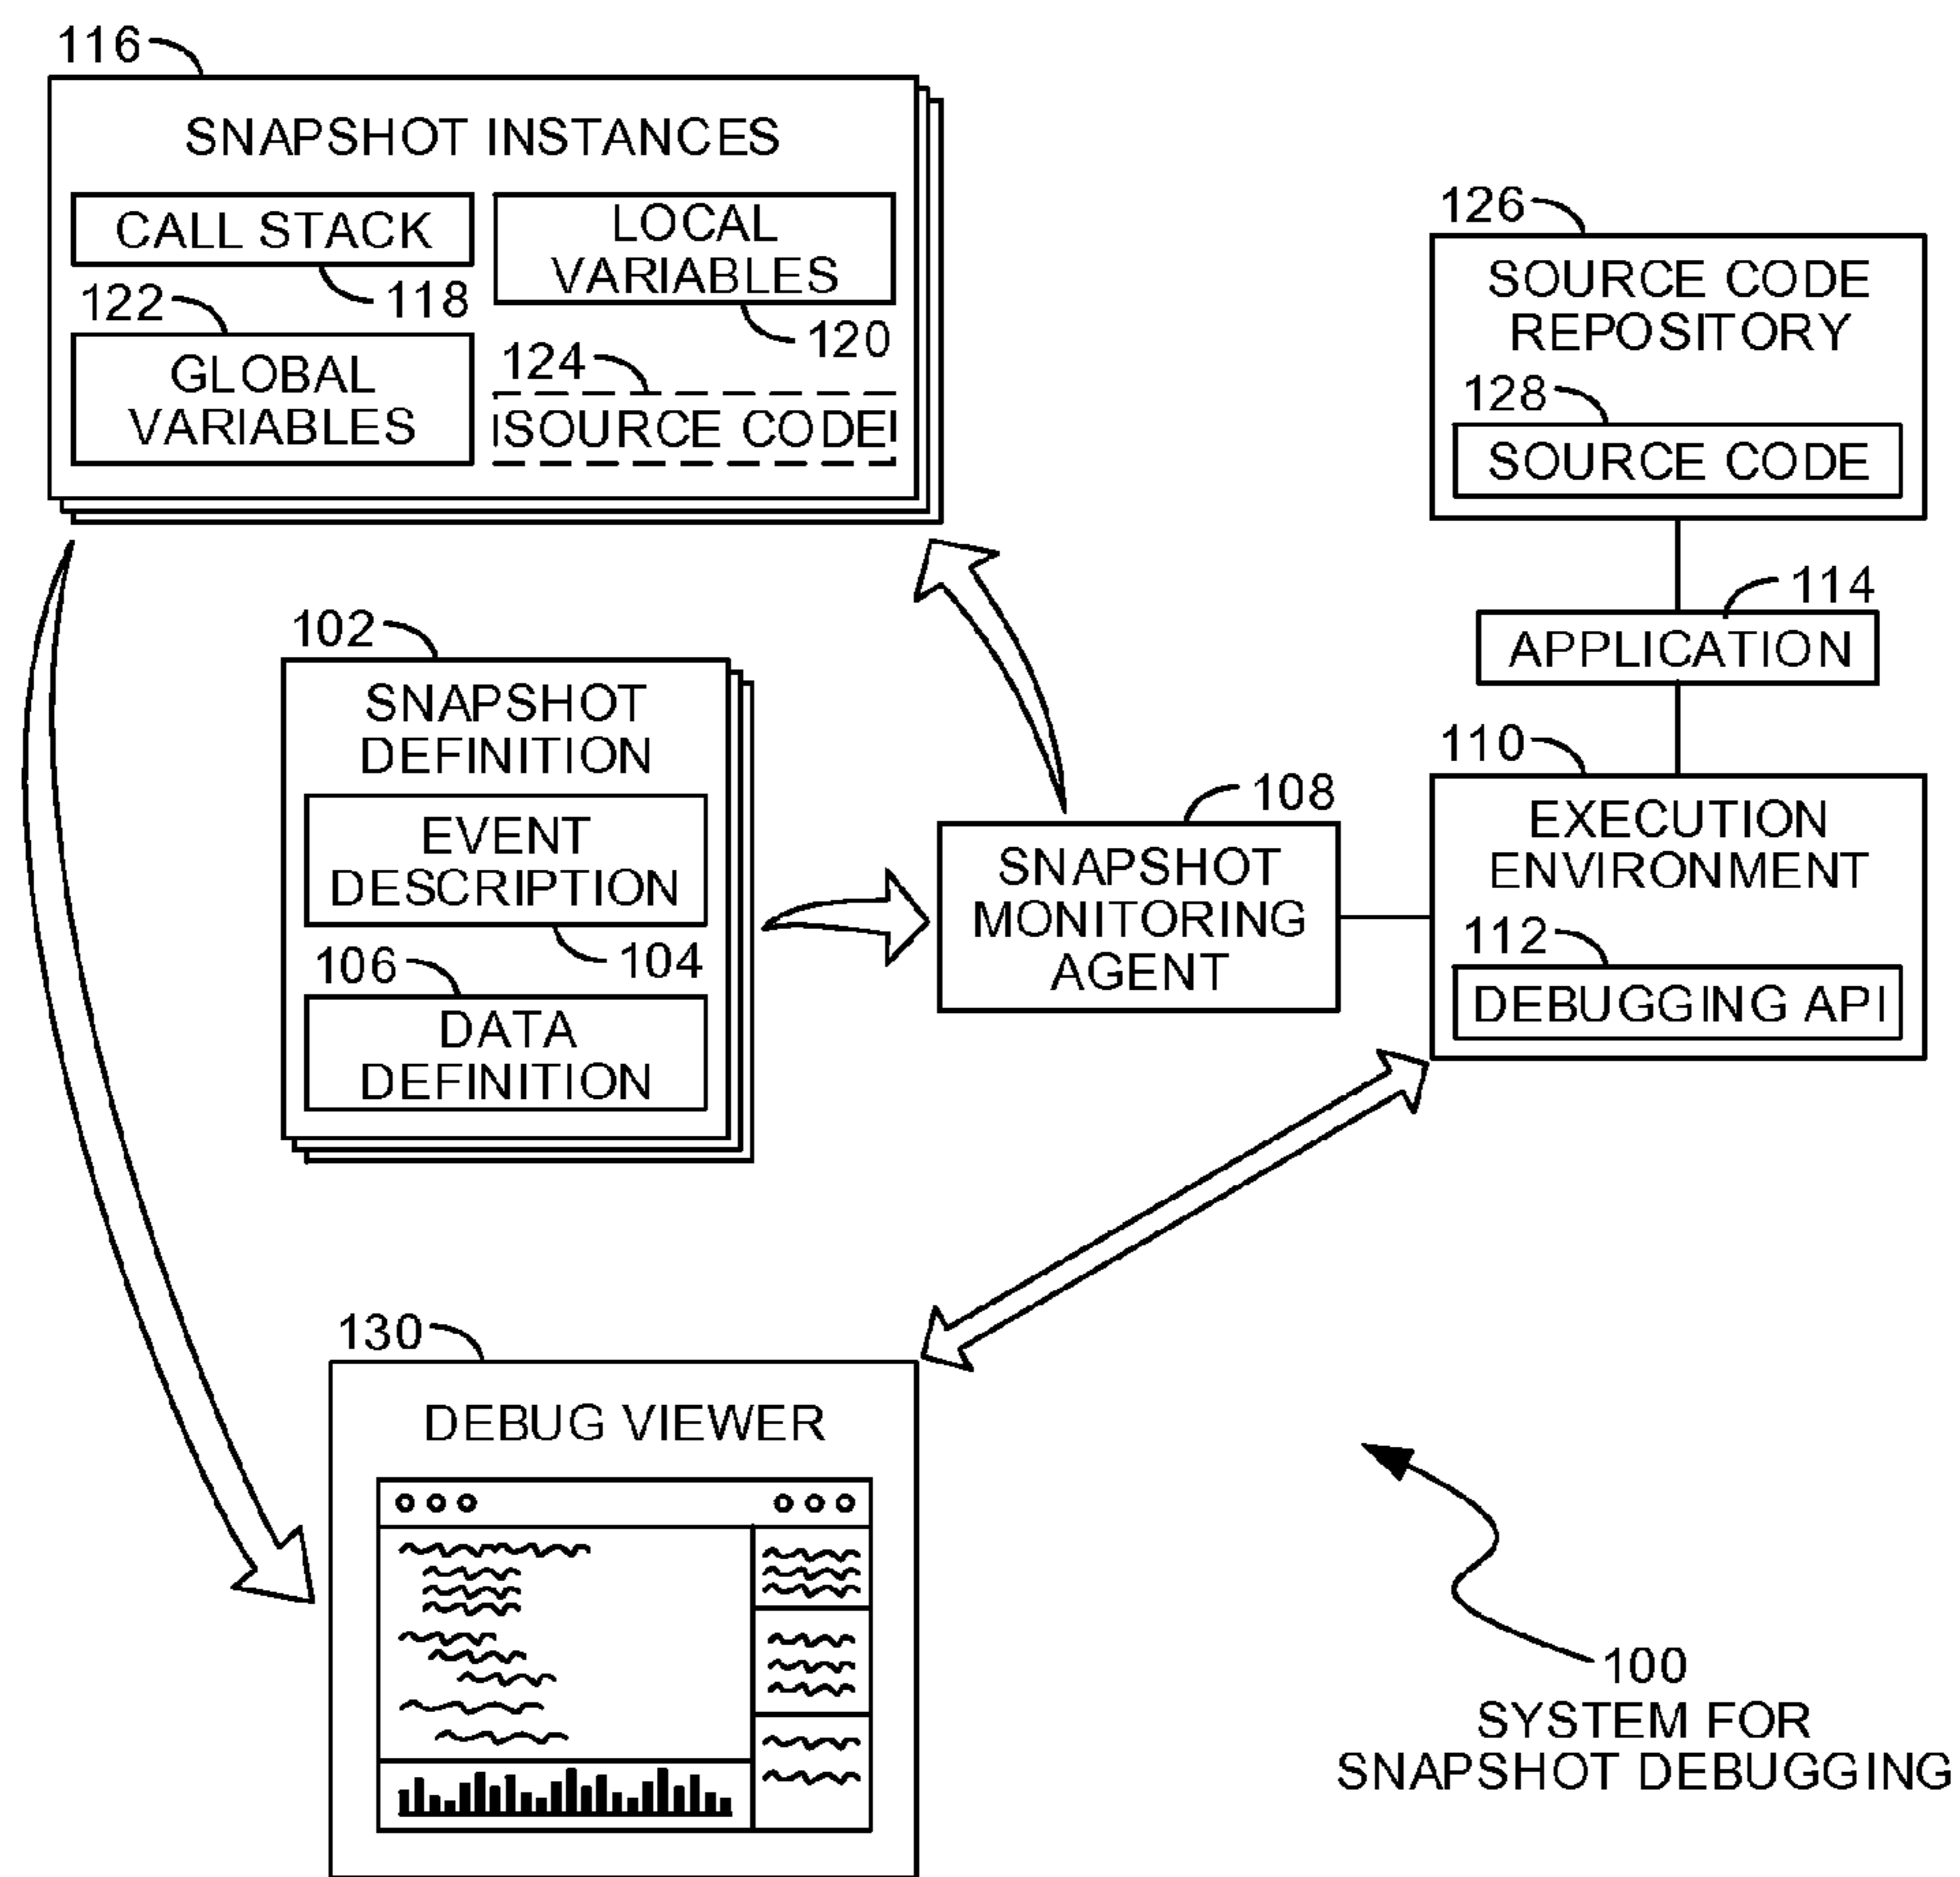 116
SNAPSHOT INSTANCES
CALL STACK
118
LOCAL
VARIABLES
120
122
GLOBAL
VARIABLES
124
SOURCE CODE
126
SOURCE CODE
REPOSITORY
128
SOURCE CODE
114
APPLICATION
102
SNAPSHOT
DEFINITION
EVENT
DESCRIPTION
104
106
DATA
DEFINITION
108
SNAPSHOT
MONITORING
AGENT
110
EXECUTION
ENVIRONMENT
112
DEBUGGING API
130
DEBUG VIEWER
100
SYSTEM FOR
SNAPSHOT DEBUGGING